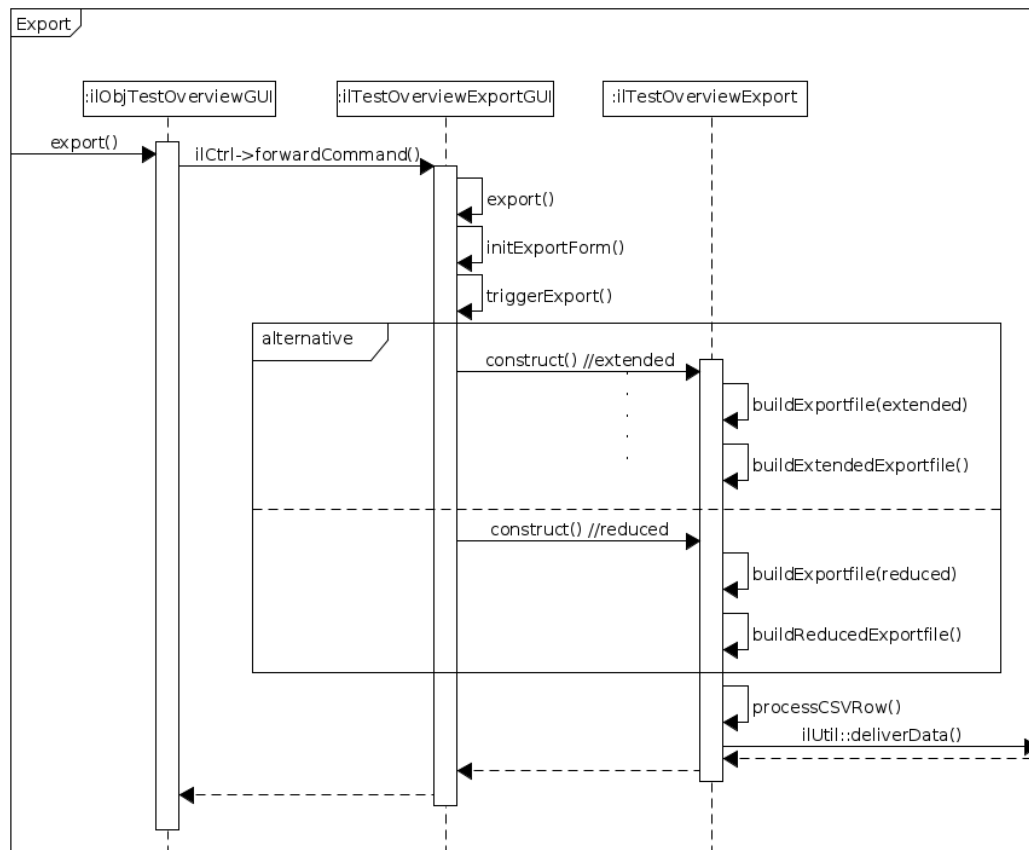 Export
:ilObjTestOverviewGUI
:ilTestOverviewExportGUI
:ilTestOverviewExport
export()
ilCtrl->forwardCommand()
export()
initExportForm()
triggerExport()
alternative
construct() //extended
buildExportfile(extended)
buildExtendedExportfile()
construct() //reduced
buildExportfile(reduced)
buildReducedExportfile()
processCSVRow()
ilUtil::deliverData()